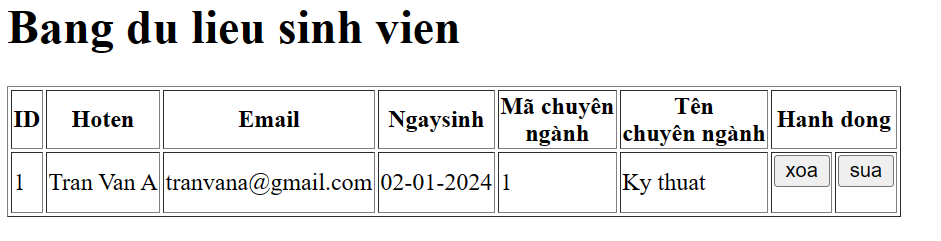 Bang du lieu sinh vien
ID Hoten Email Ngaysinh Mã chuyên ngành Tên chuyên ngành Hanh dong
1 Tran Van A tranvana@gmail.com 02-01-2024 1 Ky thuat xoa sua